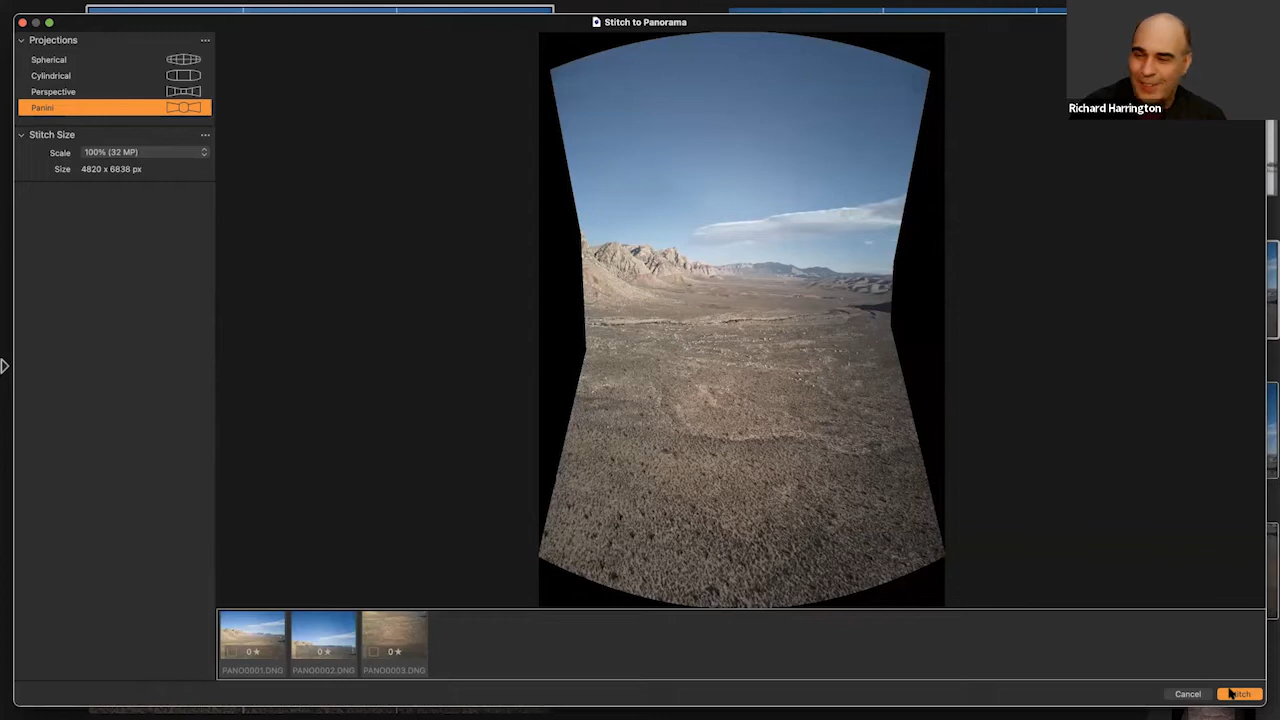 Stitch to Panorama
Projections
Spherical
Cylindrical
Perspective
Panini
Stitch Size
Scale 100% (32 MP)
Size 4820 x 6838 px
Richard Harrington
0★ 0★ 0★
PANO0001.DNG PANO0002.DNG PANO0003.DNG
Cancel